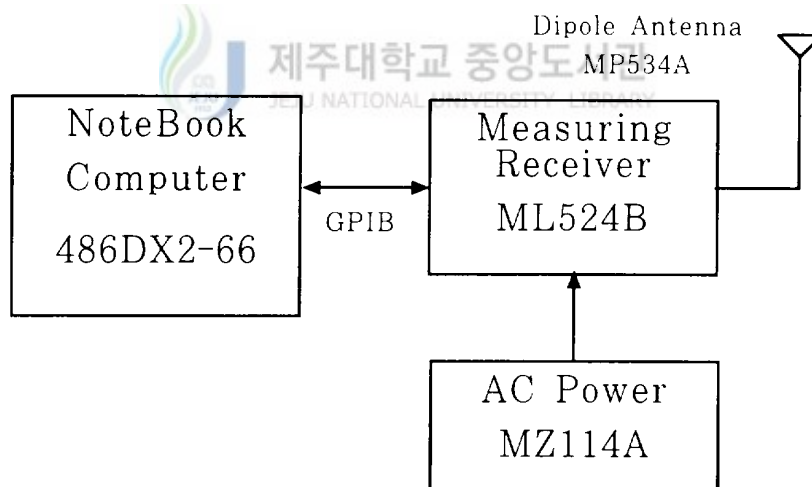 Dipole Antenna
MP534A
제주대학교 중앙도서관
JEJU NATIONAL UNIVERSITY LIBRARY
NoteBook
Computer
486DX2-66
GPIB
Measuring
Receiver
ML524B
AC Power
MZ114A